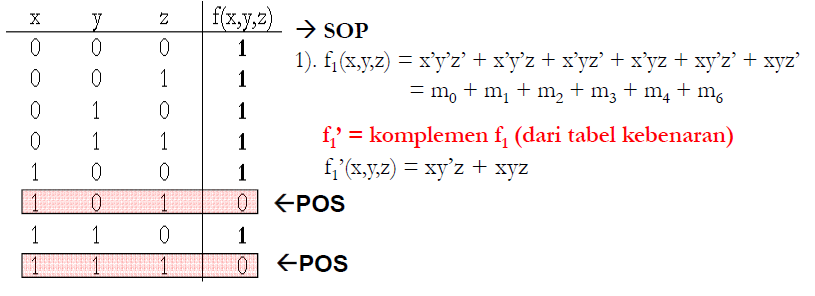 x y z f(x,y,z)
0 0 0 1
0 0 1 1
0 1 0 1
0 1 1 1
1 0 0 1
1 0 1 0 ←POS
1 1 0 1
1 1 1 0 ←POS
→ SOP
1). f₁(x,y,z) = x’y’z’ + x’y’z + x’yz’ + x’yz + xy’z’ + xyz’
= m₀ + m₁ + m₂ + m₃ + m₄ + m₆
f₁’ = komplemen f₁ (dari tabel kebenaran)
f₁’(x,y,z) = xy’z + xyz